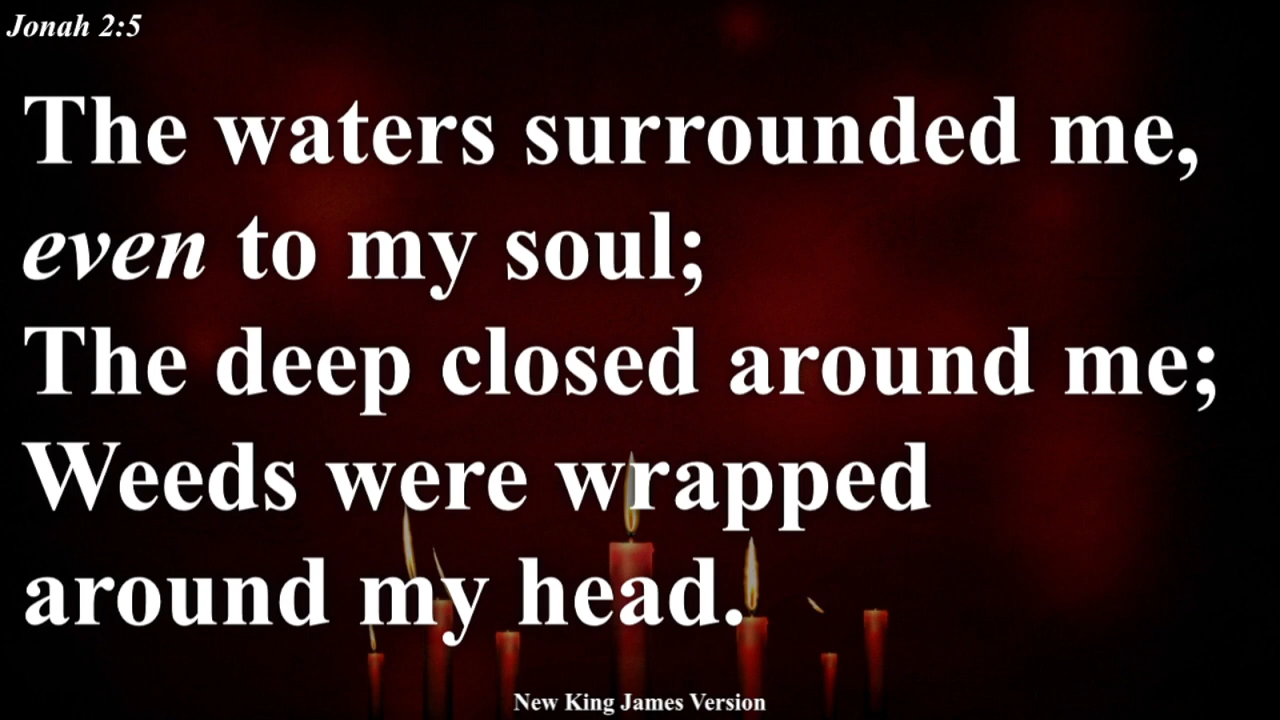 Jonah 2:5
The waters surrounded me,
even to my soul;
The deep closed around me;
Weeds were wrapped
around my head.
New King James Version